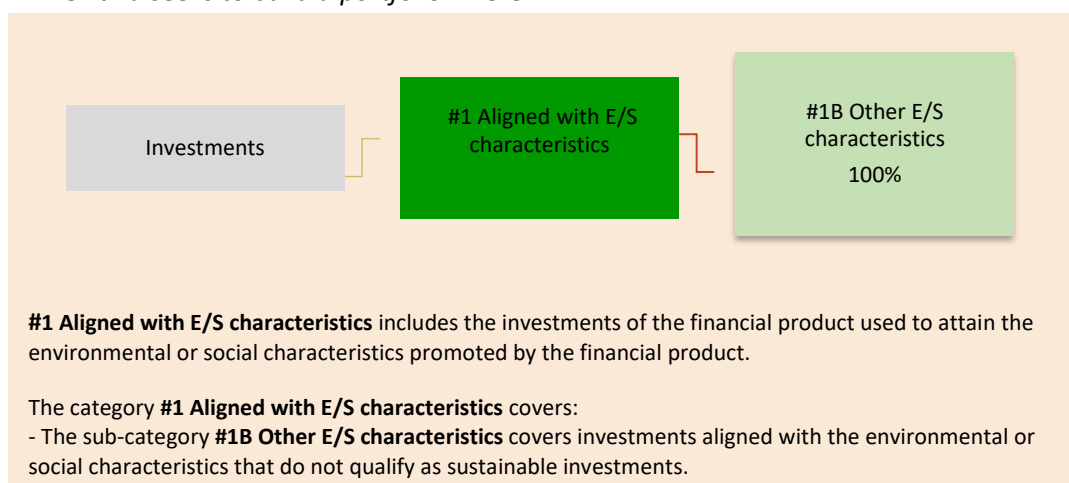 Investments
#1 Aligned with E/S
characteristics
#1B Other E/S
characteristics
100%
#1 Aligned with E/S characteristics includes the investments of the financial product used to attain the
environmental or social characteristics promoted by the financial product.
The category #1 Aligned with E/S characteristics covers:
- The sub-category #1B Other E/S characteristics covers investments aligned with the environmental or
social characteristics that do not qualify as sustainable investments.